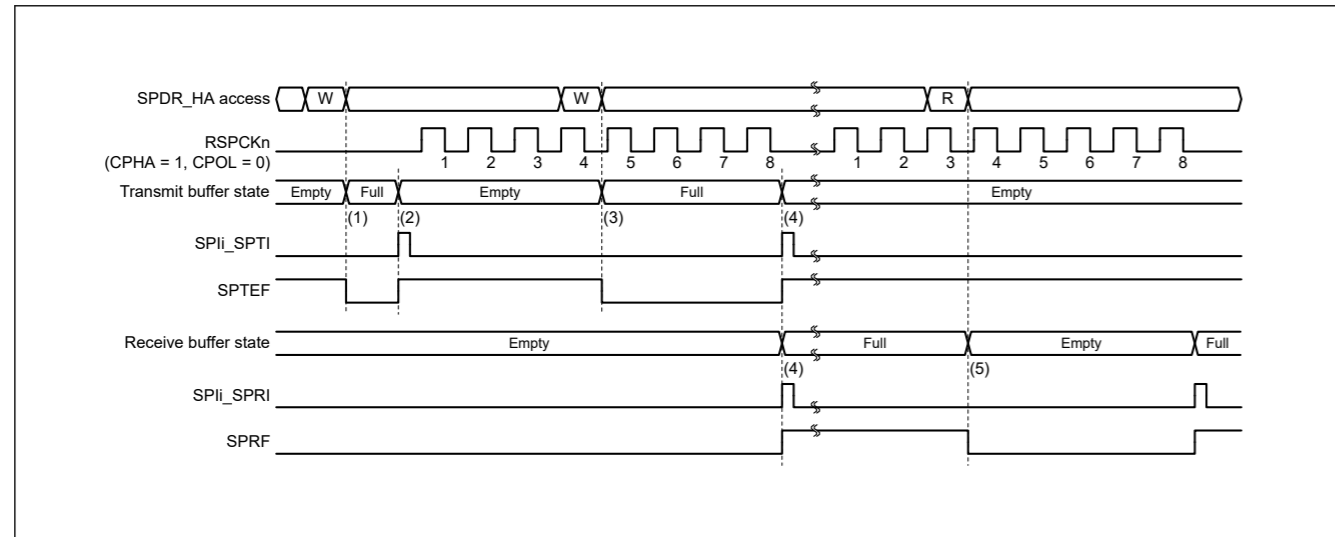 SPDR_HA access W W R
RSPCKn
(CPHA = 1, CPOL = 0)
1 2 3 4 5 6 7 8 1 2 3 4 5 6 7 8
Transmit buffer state Empty Full Empty Full Empty
(1) (2) (3) (4)
SPIi_SPTI
SPTEF
Receive buffer state Empty Full Empty Full
(4) (5)
SPIi_SPRI
SPRF